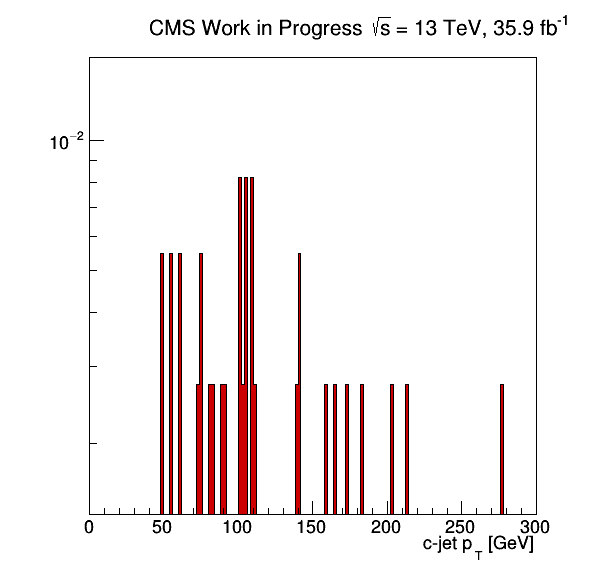 CMS Work in Progress √s = 13 TeV, 35.9 fb⁻¹
10⁻²
0 50 100 150 200 250 300
c-jet p_T [GeV]